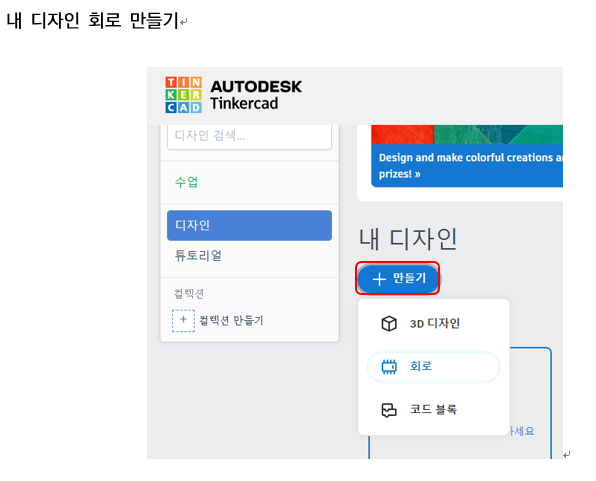 내 디자인 회로 만들기
TIN
KER
CAD
AUTODESK
Tinkercad
디자인 검색...
수업
디자인
튜토리얼
컬렉션
+ 컬렉션 만들기
Design and make colorful creations a
prizes! »
내 디자인
+ 만들기
3D 디자인
회로
코드 블록
하세요